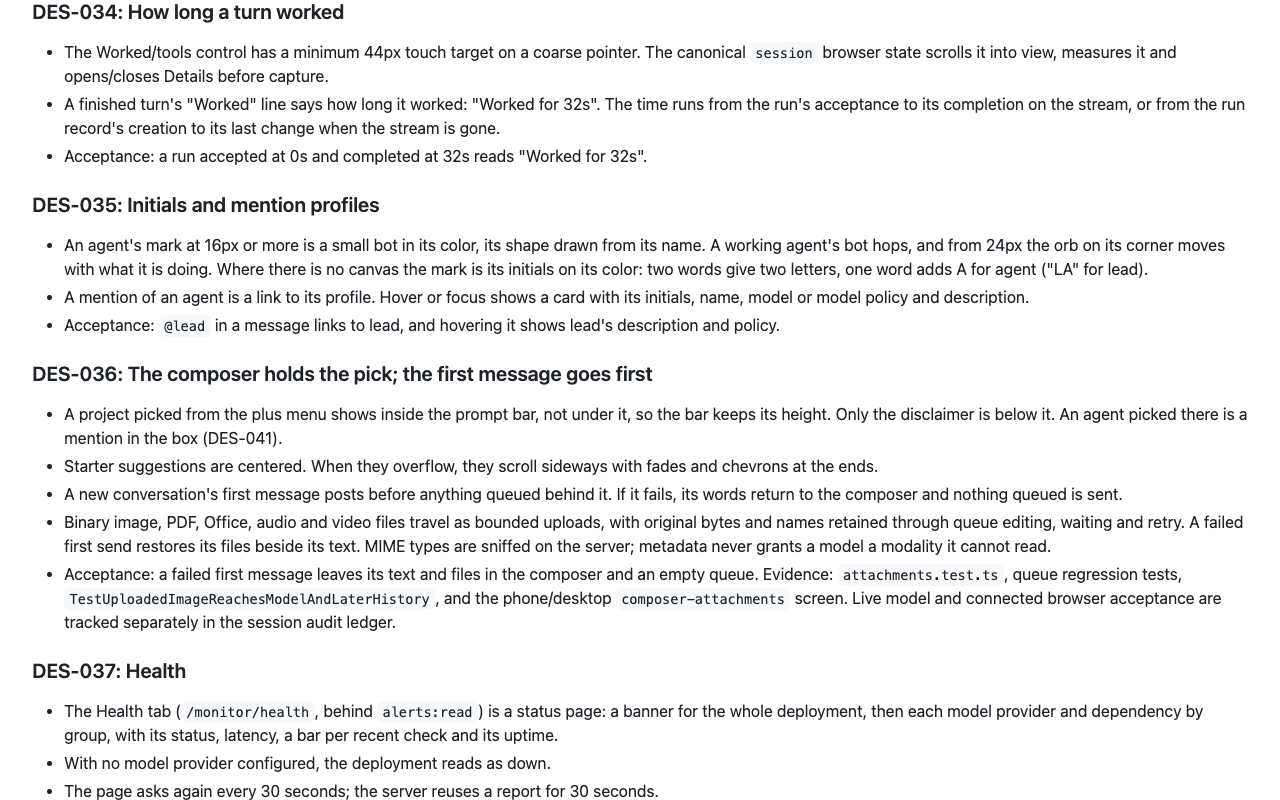 DES-034: How long a turn worked
The Worked/tools control has a minimum 44px touch target on a coarse pointer. The canonical session browser state scrolls it into view, measures it and
opens/closes Details before capture.
A finished turn's "Worked" line says how long it worked: "Worked for 32s". The time runs from the run's acceptance to its completion on the stream, or from the run
record's creation to its last change when the stream is gone.
Acceptance: a run accepted at 0s and completed at 32s reads "Worked for 32s".
DES-035: Initials and mention profiles
An agent's mark at 16px or more is a small bot in its color, its shape drawn from its name. A working agent's bot hops, and from 24px the orb on its corner moves
with what it is doing. Where there is no canvas the mark is its initials on its color: two words give two letters, one word adds A for agent ("LA" for lead).
A mention of an agent is a link to its profile. Hover or focus shows a card with its initials, name, model or model policy and description.
Acceptance: @lead in a message links to lead, and hovering it shows lead's description and policy.
DES-036: The composer holds the pick; the first message goes first
A project picked from the plus menu shows inside the prompt bar, not under it, so the bar keeps its height. Only the disclaimer is below it. An agent picked there is a
mention in the box (DES-041).
Starter suggestions are centered. When they overflow, they scroll sideways with fades and chevrons at the ends.
A new conversation's first message posts before anything queued behind it. If it fails, its words return to the composer and nothing queued is sent.
Binary image, PDF, Office, audio and video files travel as bounded uploads, with original bytes and names retained through queue editing, waiting and retry. A failed
first send restores its files beside its text. MIME types are sniffed on the server; metadata never grants a model a modality it cannot read.
Acceptance: a failed first message leaves its text and files in the composer and an empty queue. Evidence: attachments.test.ts , queue regression tests,
TestUploadedImageReachesModelAndLaterHistory , and the phone/desktop composer-attachments screen. Live model and connected browser acceptance are
tracked separately in the session audit ledger.
DES-037: Health
The Health tab ( /monitor/health , behind alerts:read ) is a status page: a banner for the whole deployment, then each model provider and dependency by
group, with its status, latency, a bar per recent check and its uptime.
With no model provider configured, the deployment reads as down.
The page asks again every 30 seconds; the server reuses a report for 30 seconds.